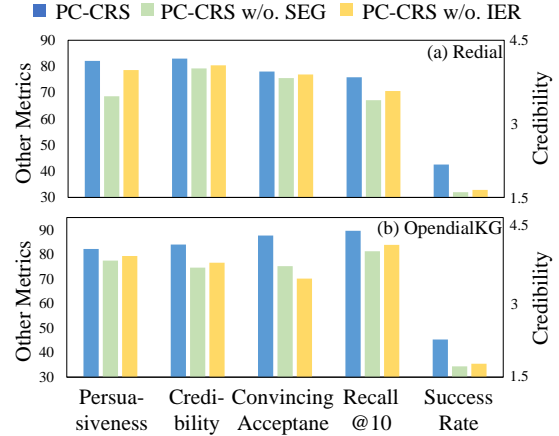 PC-CRS PC-CRS w/o. SEG PC-CRS w/o. IER
90
80
70
60
50
40
30
Other Metrics
(a) Redial
4.5
3
1.5
Credibility
90
80
70
60
50
40
30
Other Metrics
(b) OpendialKG
4.5
3
1.5
Credibility
Persua- Credi- Convincing Recall Success
siveness bility Acceptane @10 Rate